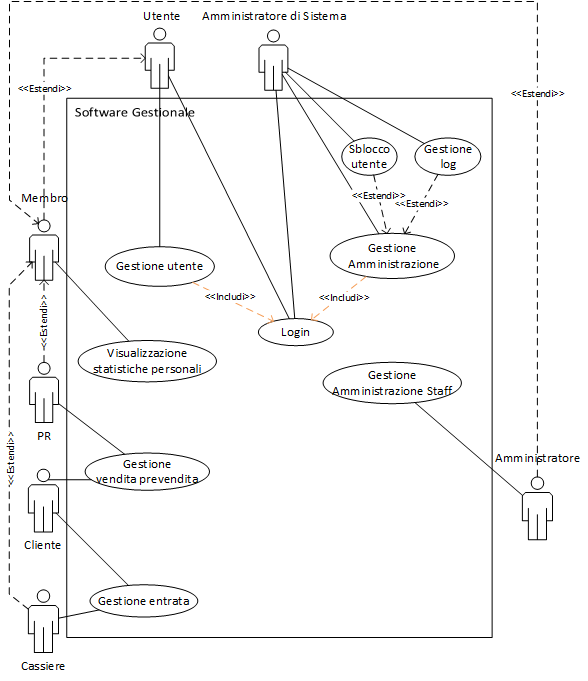 Utente
Amministratore di Sistema
<<Estendi>>
<<Estendi>>
Software Gestionale
Sblocco
utente
Gestione
log
<<Estendi>>
<<Estendi>>
Membro
Gestione utente
Gestione
Amministrazione
<<Includi>>
<<Includi>>
<<Estendi>>
Login
Visualizzazione
statistiche personali
Gestione
Amministrazione Staff
PR
<<Estendi>>
Gestione
vendita prevendita
Amministratore
Cliente
Gestione entrata
Cassiere